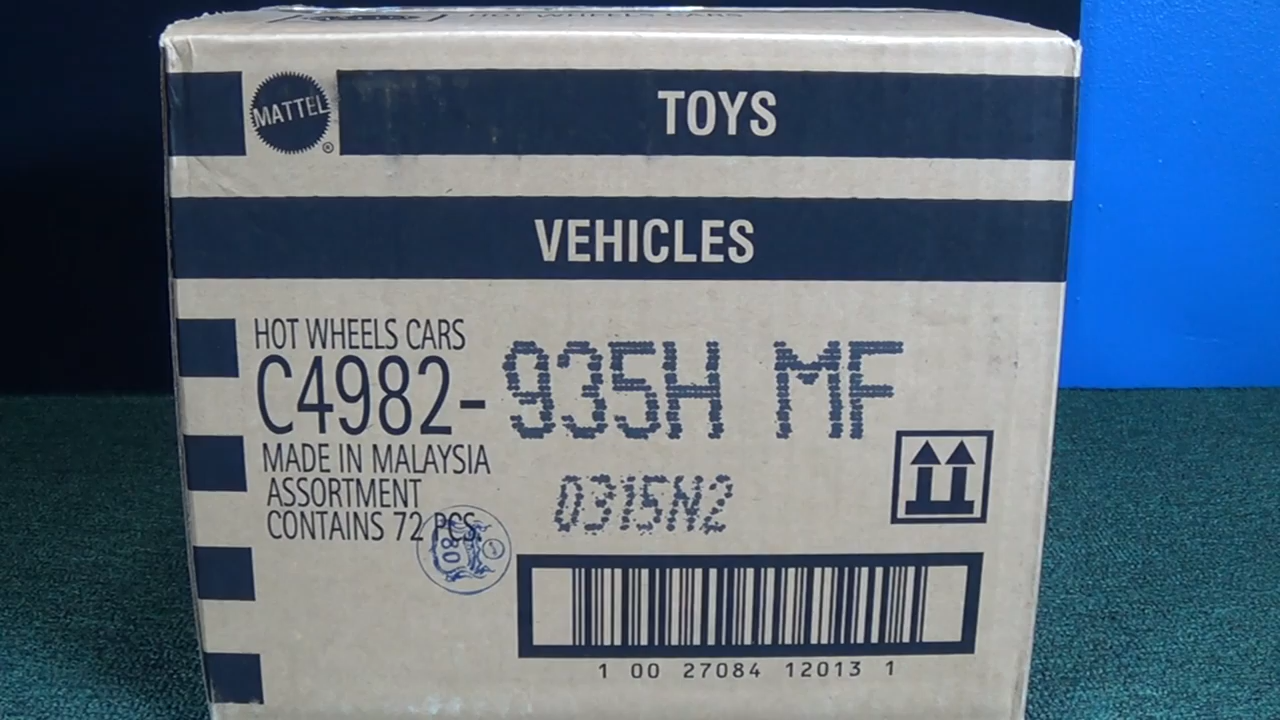 HOT WHEELS CARS
MATTEL
®
TOYS
VEHICLES
HOT WHEELS CARS
C4982-935H MF
MADE IN MALAYSIA
ASSORTMENT
CONTAINS 72 PCS.
0315N2
08
1 00 27084 12013 1